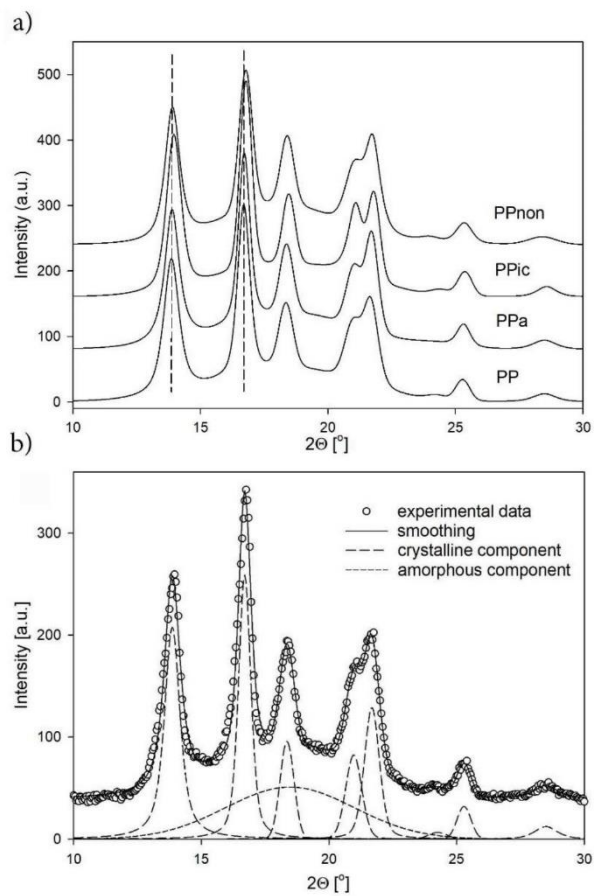 a)
500
400
300
200
100
0
Intensity (a.u.)
PPnon
PPic
PPa
PP
10 15 20 25 30
2Θ [°]
b)
300
200
100
0
Intensity [a.u.]
experimental data
smoothing
crystalline component
amorphous component
10 15 20 25 30
2Θ [°]